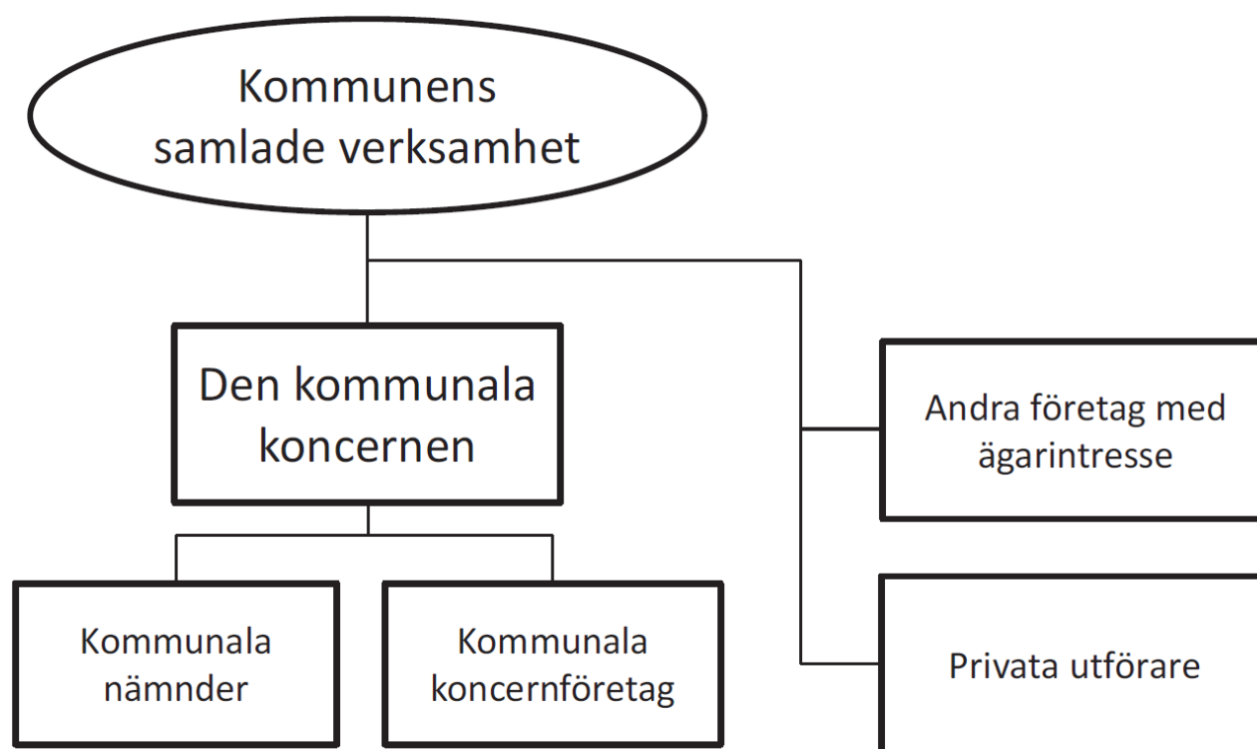 Kommunens
samlade verksamhet
Den kommunala
koncernen
Andra företag med
ägarintresse
Kommunala
nämnder
Kommunala
koncernföretag
Privata utförare